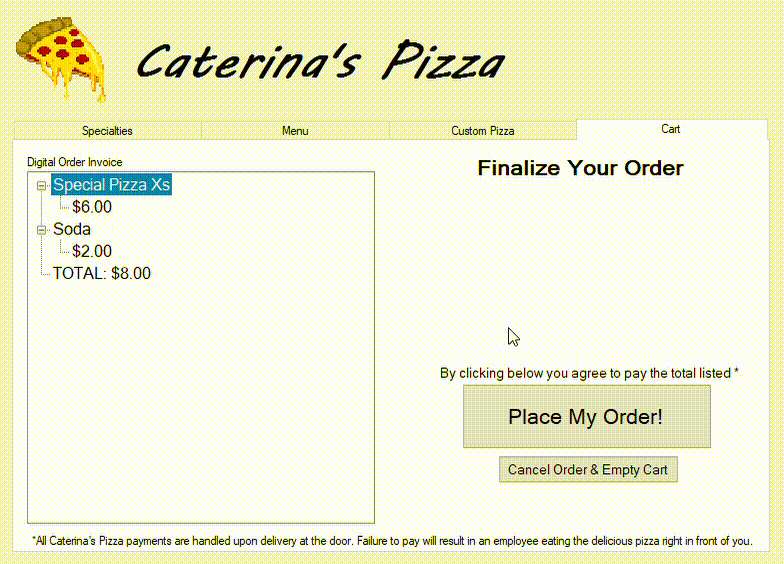 Caterina's Pizza
Specialties
Menu
Custom Pizza
Cart
Digital Order Invoice
Special Pizza Xs
$6.00
Soda
$2.00
TOTAL: $8.00
Finalize Your Order
By clicking below you agree to pay the total listed *
Place My Order!
Cancel Order & Empty Cart
*All Caterina's Pizza payments are handled upon delivery at the door. Failure to pay will result in an employee eating the delicious pizza right in front of you.